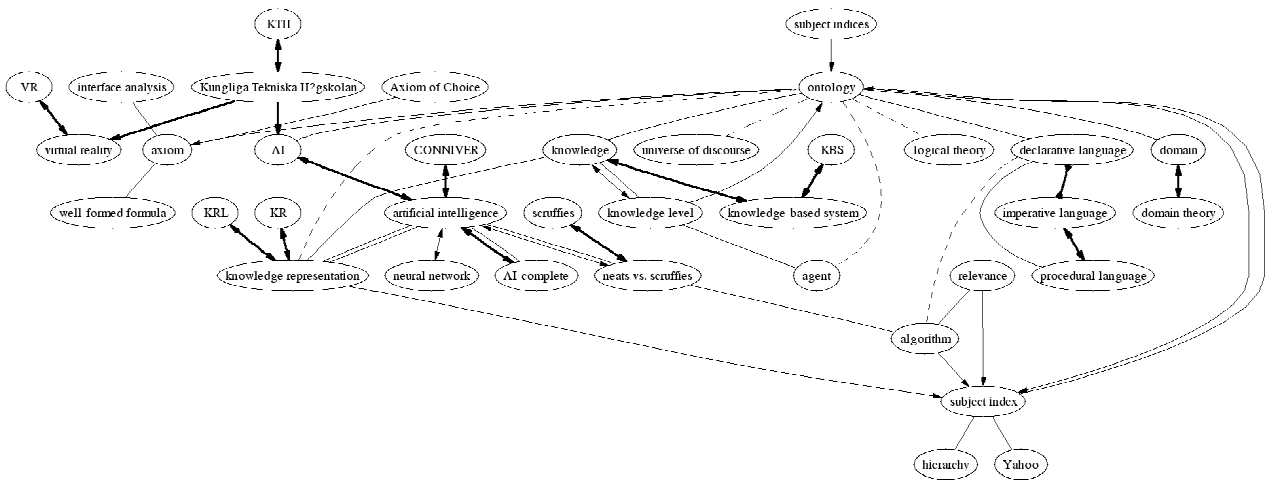 KTH
subject indices
VR
interface analysis
Kungliga Tekniska H?gskolan
Axiom of Choice
ontology
virtual reality
axiom
AI
CONNIVER
knowledge
universe of discourse
KBS
logical theory
declarative language
domain
well formed formula
KRL
KR
artificial intelligence
scruffies
knowledge level
knowledge based system
imperative language
domain theory
knowledge representation
neural network
AI complete
neats vs. scruffies
agent
relevance
procedural language
algorithm
subject index
hierarchy
Yahoo